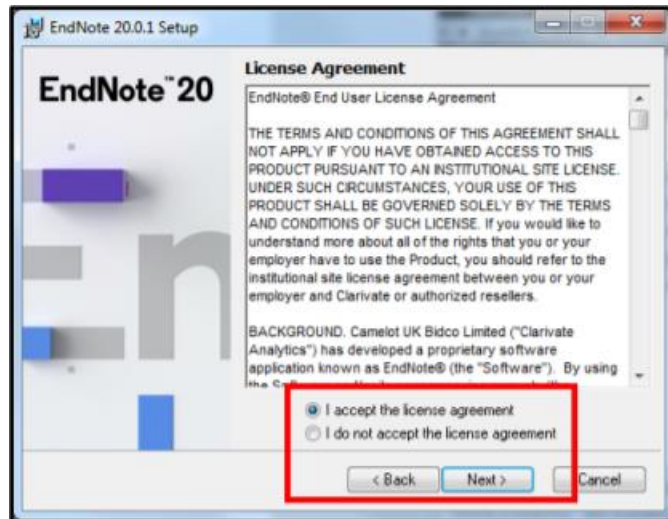 EndNote 20.0.1 Setup
EndNote™ 20
License Agreement
EndNote® End User License Agreement
THE TERMS AND CONDITIONS OF THIS AGREEMENT SHALL
NOT APPLY IF YOU HAVE OBTAINED ACCESS TO THIS
PRODUCT PURSUANT TO AN INSTITUTIONAL SITE LICENSE.
UNDER SUCH CIRCUMSTANCES, YOUR USE OF THIS
PRODUCT SHALL BE GOVERNED SOLELY BY THE TERMS
AND CONDITIONS OF SUCH LICENSE. If you would like to
understand more about all of the rights that you or your
employer have to use the Product, you should refer to the
institutional site license agreement between you or your
employer and Clarivate or authorized resellers.
BACKGROUND. Camelot UK Bidco Limited ("Clarivate
Analytics") has developed a proprietary software
application known as EndNote® (the "Software"). By using
I accept the license agreement
I do not accept the license agreement
< Back Next > Cancel